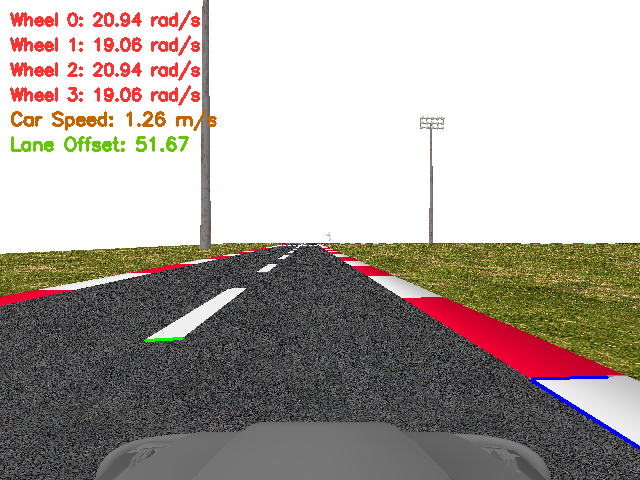 Wheel 0: 20.94 rad/s
Wheel 1: 19.06 rad/s
Wheel 2: 20.94 rad/s
Wheel 3: 19.06 rad/s
Car Speed: 1.26 m/s
Lane Offset: 51.67